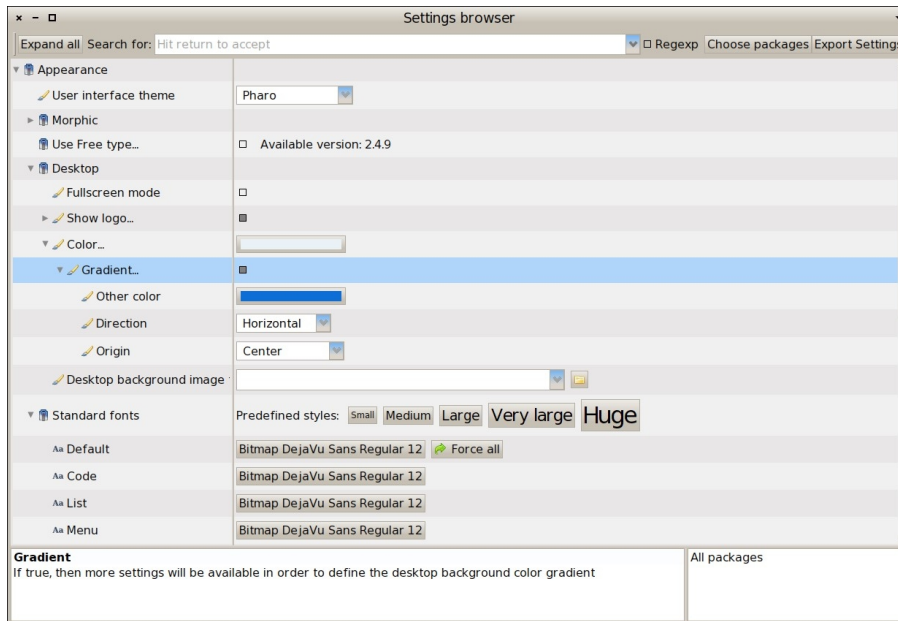 Settings browser
Expand all Search for: Hit return to accept Regexp Choose packages Export Settings
Appearance
User interface theme Pharo
Morphic
Use Free type... Available version: 2.4.9
Desktop
Fullscreen mode
Show logo...
Color...
Gradient...
Other color
Direction Horizontal
Origin Center
Desktop background image
Standard fonts Predefined styles: Small Medium Large Very large Huge
Aa Default Bitmap DejaVu Sans Regular 12 Force all
Aa Code Bitmap DejaVu Sans Regular 12
Aa List Bitmap DejaVu Sans Regular 12
Aa Menu Bitmap DejaVu Sans Regular 12
Gradient All packages
If true, then more settings will be available in order to define the desktop background color gradient